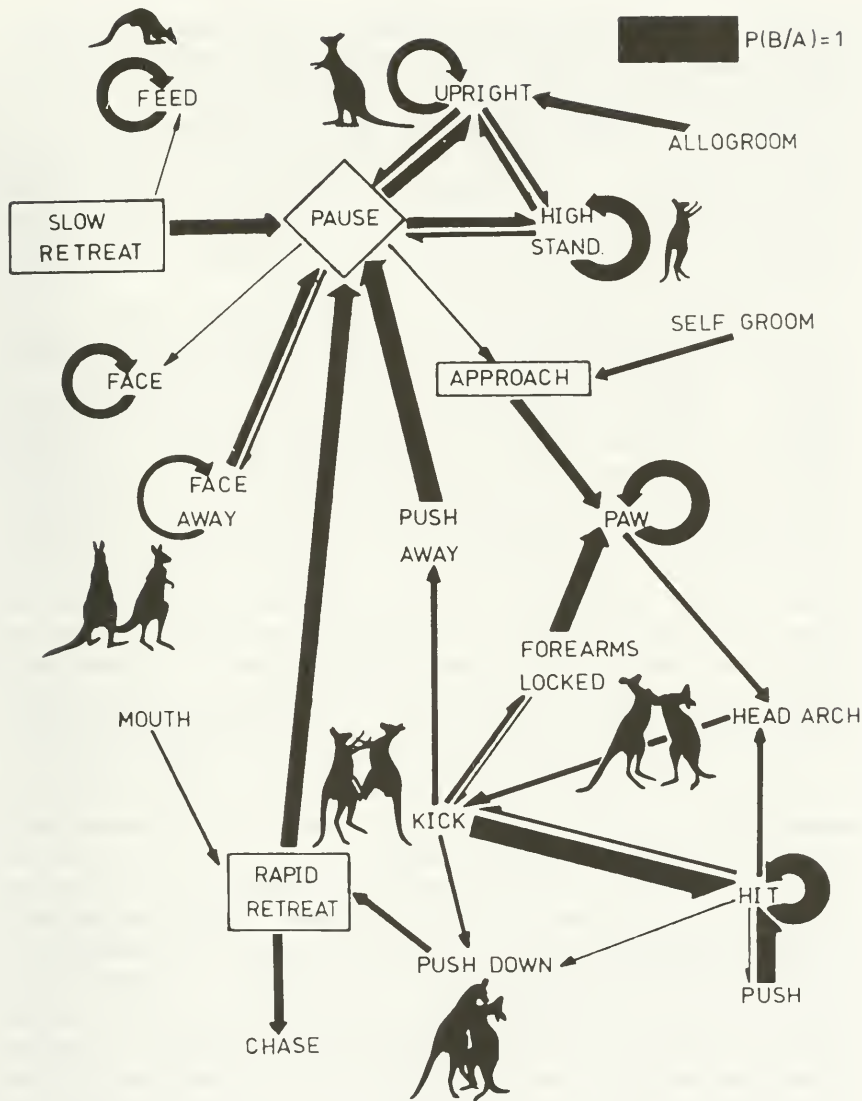 P(B/A)=1
FEED
UPRIGHT
ALLOGROOM
SLOW
RETREAT
PAUSE
HIGH
STAND.
SELF GROOM
FACE
APPROACH
FACE
AWAY
PUSH
AWAY
PAW
FOREARMS
LOCKED
MOUTH
HEAD ARCH
KICK
RAPID
RETREAT
HIT
PUSH DOWN
PUSH
CHASE